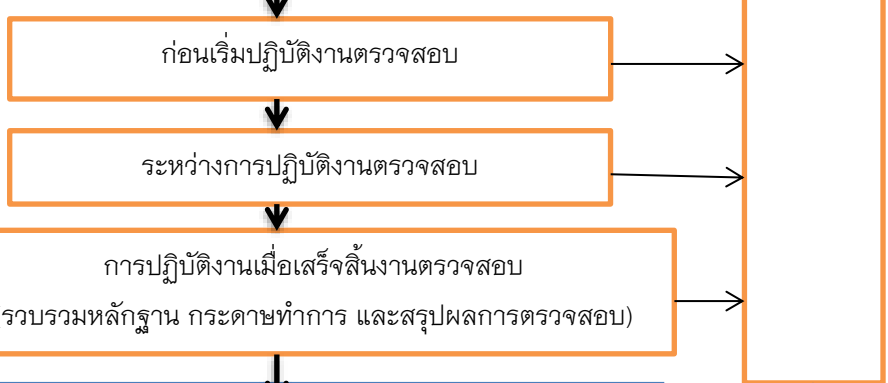 ก่อนเริ่มปฏิบัติงานตรวจสอบ
ระหว่างการปฏิบัติงานตรวจสอบ
การปฏิบัติงานเมื่อเสร็จสิ้นงานตรวจสอบ
รวบรวมหลักฐาน กระดาษทำการ และสรุปผลการตรวจสอบ)